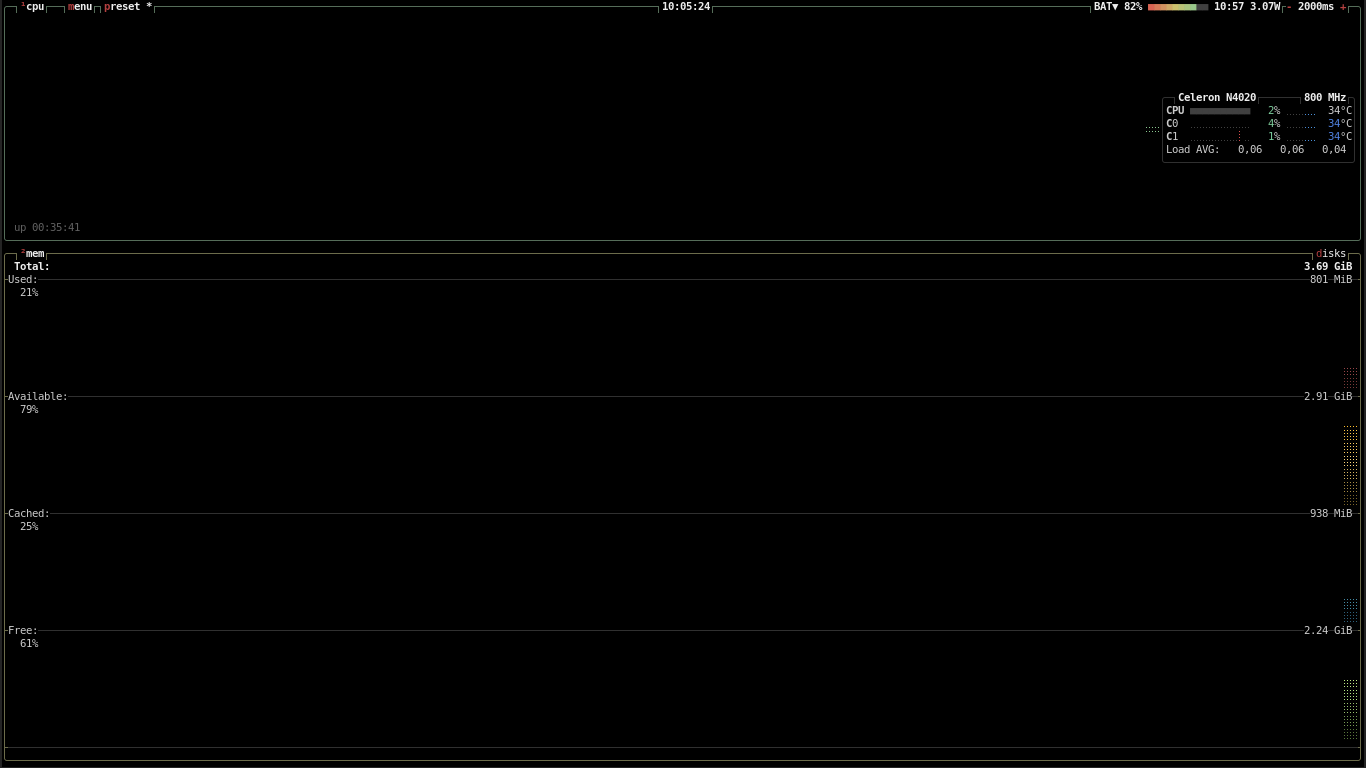 ¹cpu menu preset * 10:05:24 BAT▼ 82% 10:57 3.07W - 2000ms +
Celeron N4020 800 MHz
CPU 2% 34°C
C0 4% 34°C
C1 1% 34°C
Load AVG: 0,06 0,06 0,04
up 00:35:41
²mem disks
Total: 3.69 GiB
Used: 801 MiB
21%
Available: 2.91 GiB
79%
Cached: 938 MiB
25%
Free: 2.24 GiB
61%